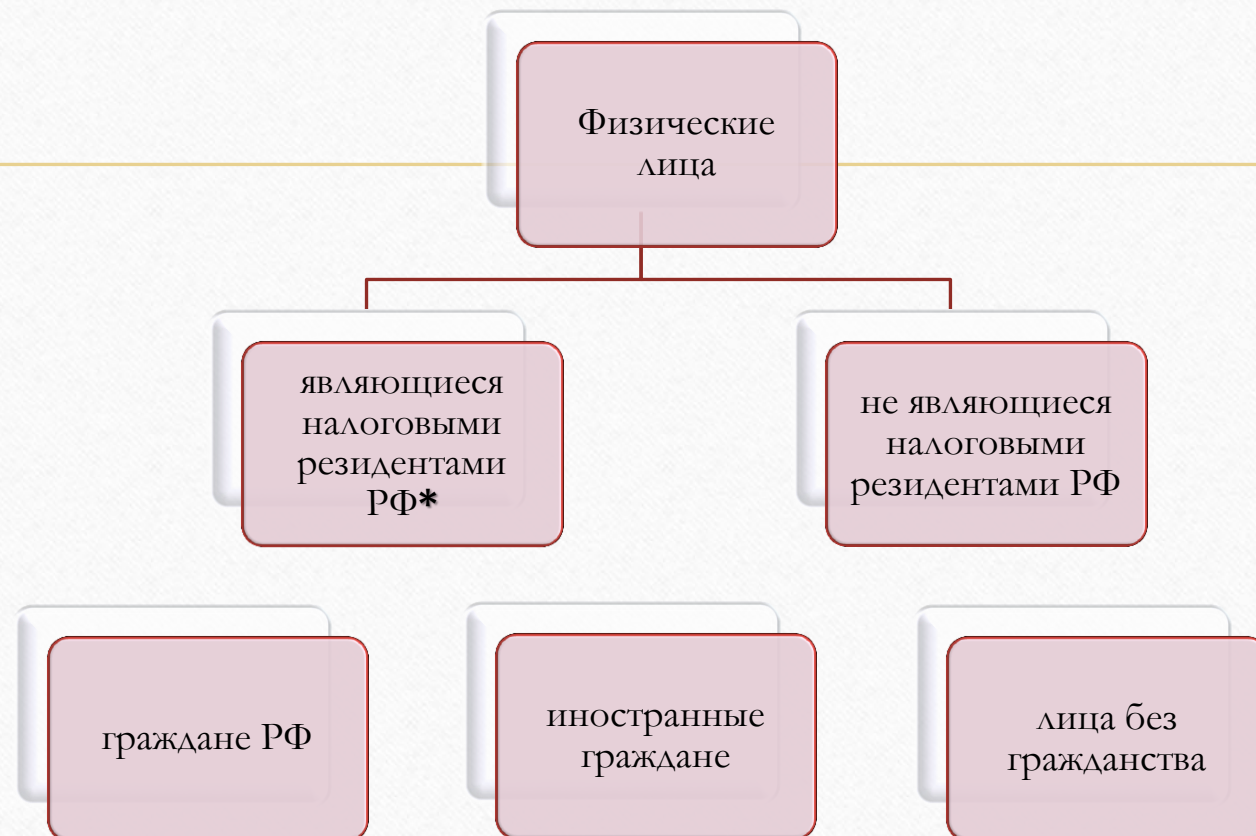 Физические
лица
являющиеся
налоговыми
резидентами
РФ*
не являющиеся
налоговыми
резидентами РФ
граждане РФ
иностранные
граждане
лица без
гражданства